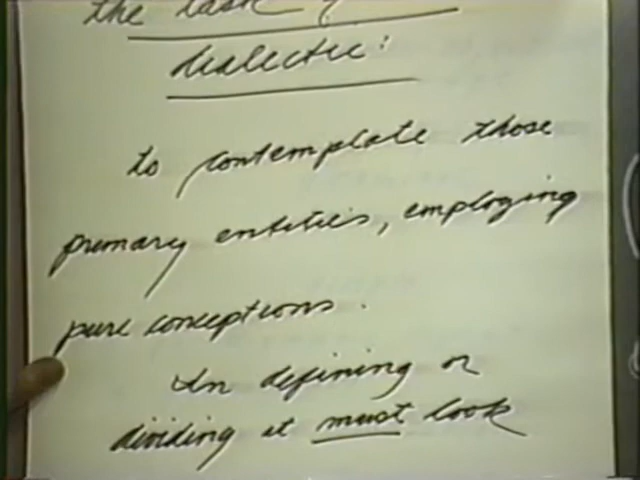 the task of
dialectic:
to contemplate those
primary entities, employing
pure conceptions.
In defining or
dividing it must look